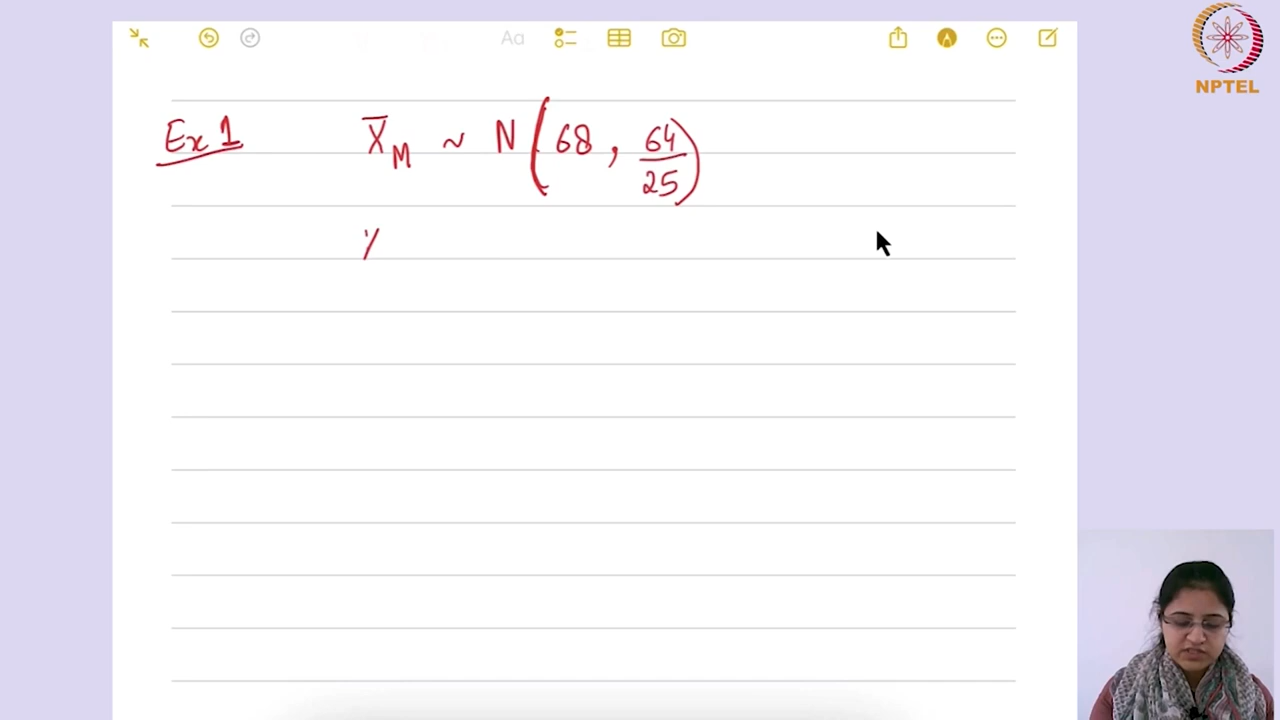 Aa
NPTEL
Ex 1 X̄_M ~ N(68, 64/25)